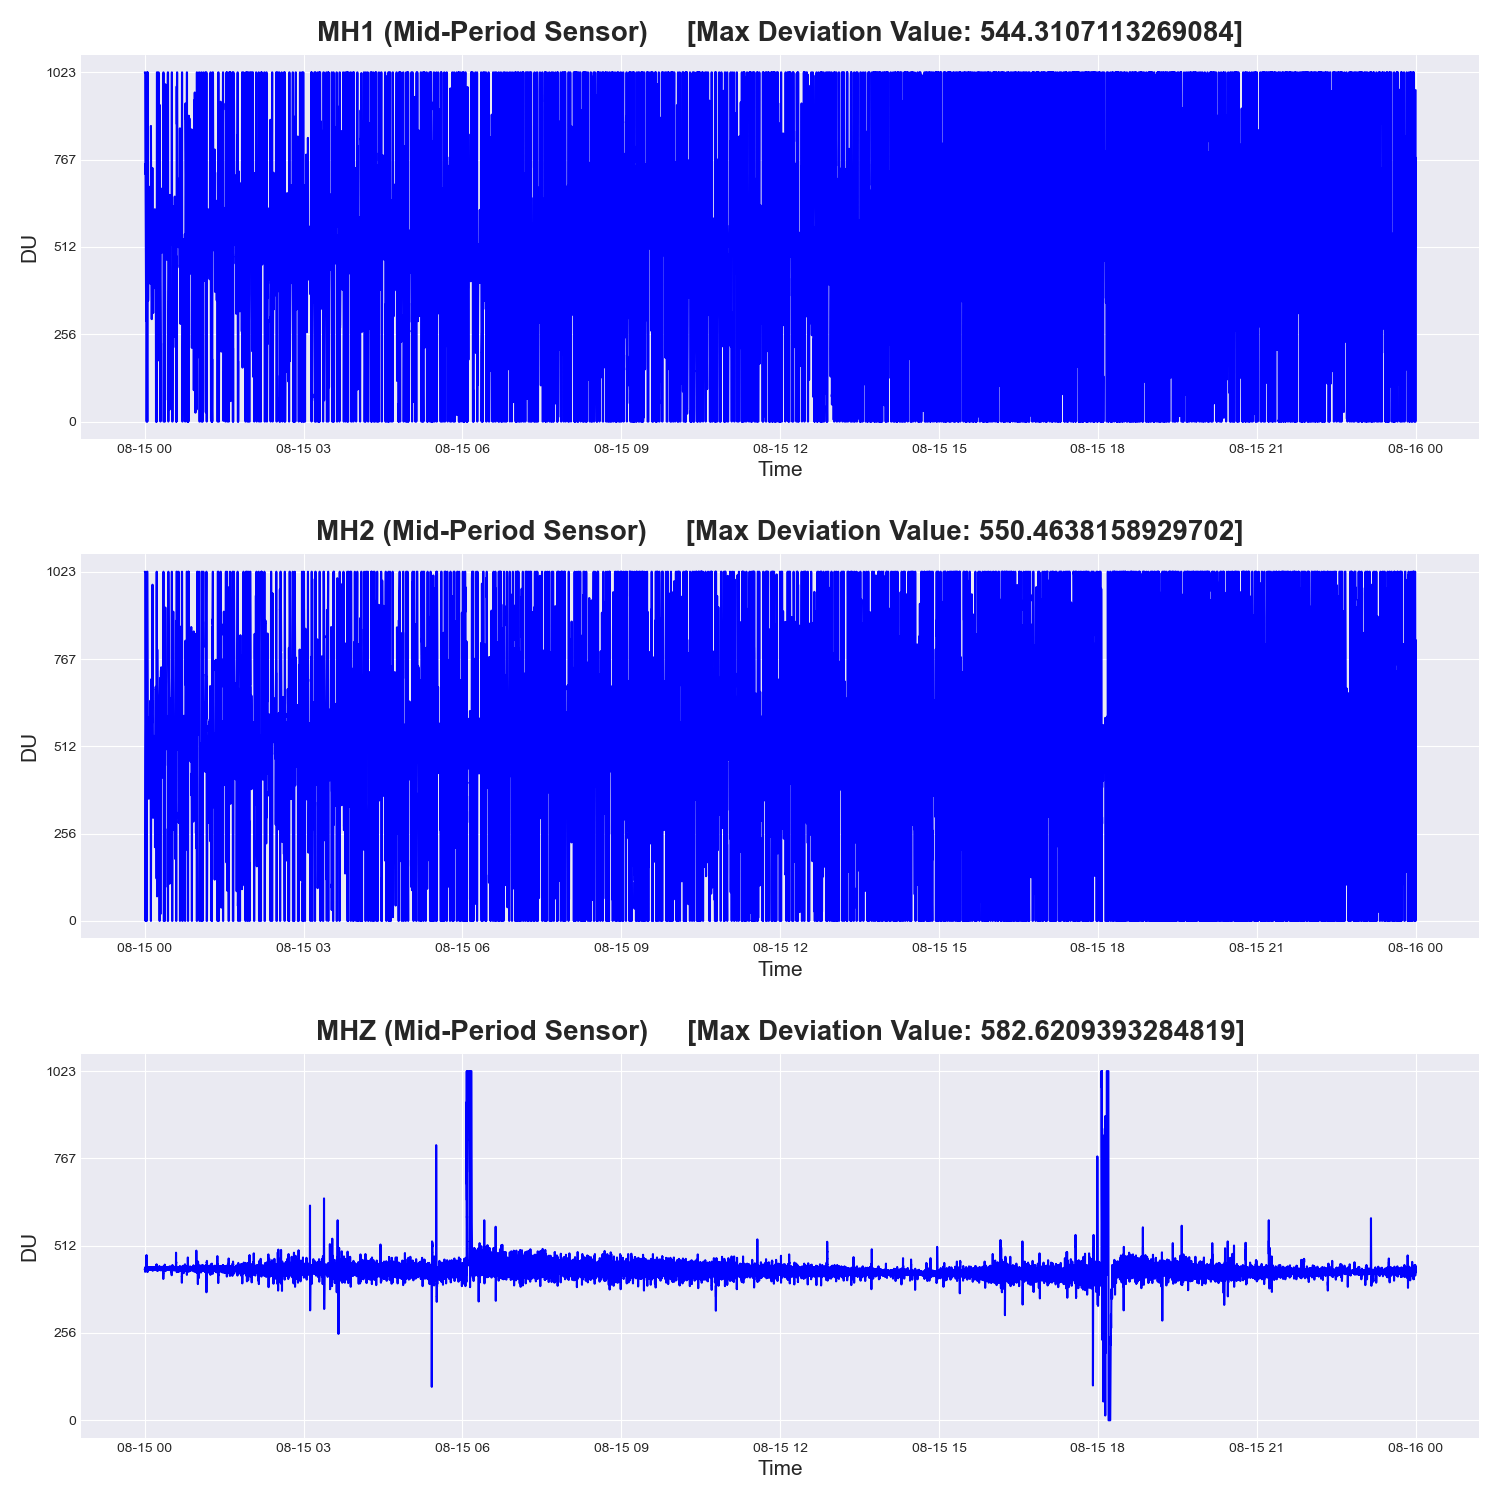 MH1 (Mid-Period Sensor) [Max Deviation Value: 544.3107113269084]
1023
767
512
256
0
DU
08-15 00 08-15 03 08-15 06 08-15 09 08-15 12 08-15 15 08-15 18 08-15 21 08-16 00
Time
MH2 (Mid-Period Sensor) [Max Deviation Value: 550.4638158929702]
1023
767
512
256
0
DU
08-15 00 08-15 03 08-15 06 08-15 09 08-15 12 08-15 15 08-15 18 08-15 21 08-16 00
Time
MHZ (Mid-Period Sensor) [Max Deviation Value: 582.6209393284819]
1023
767
512
256
0
DU
08-15 00 08-15 03 08-15 06 08-15 09 08-15 12 08-15 15 08-15 18 08-15 21 08-16 00
Time